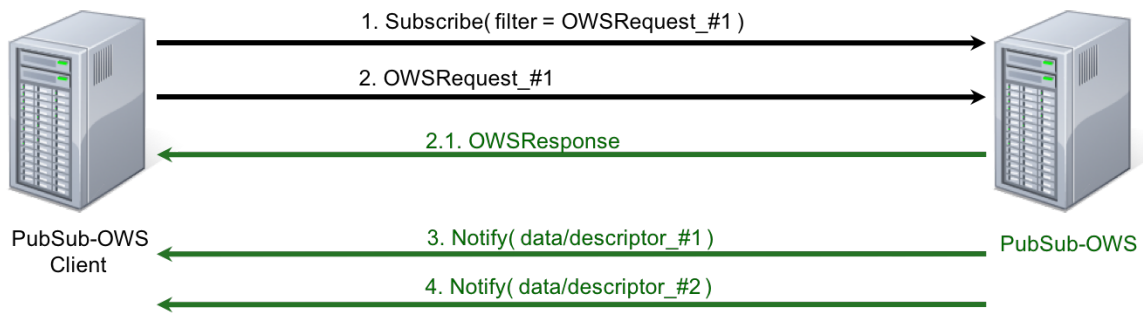 1. Subscribe( filter = OWSRequest_#1 )
2. OWSRequest_#1
2.1. OWSResponse
3. Notify( data/descriptor_#1 )
4. Notify( data/descriptor_#2 )
PubSub-OWS
Client
PubSub-OWS